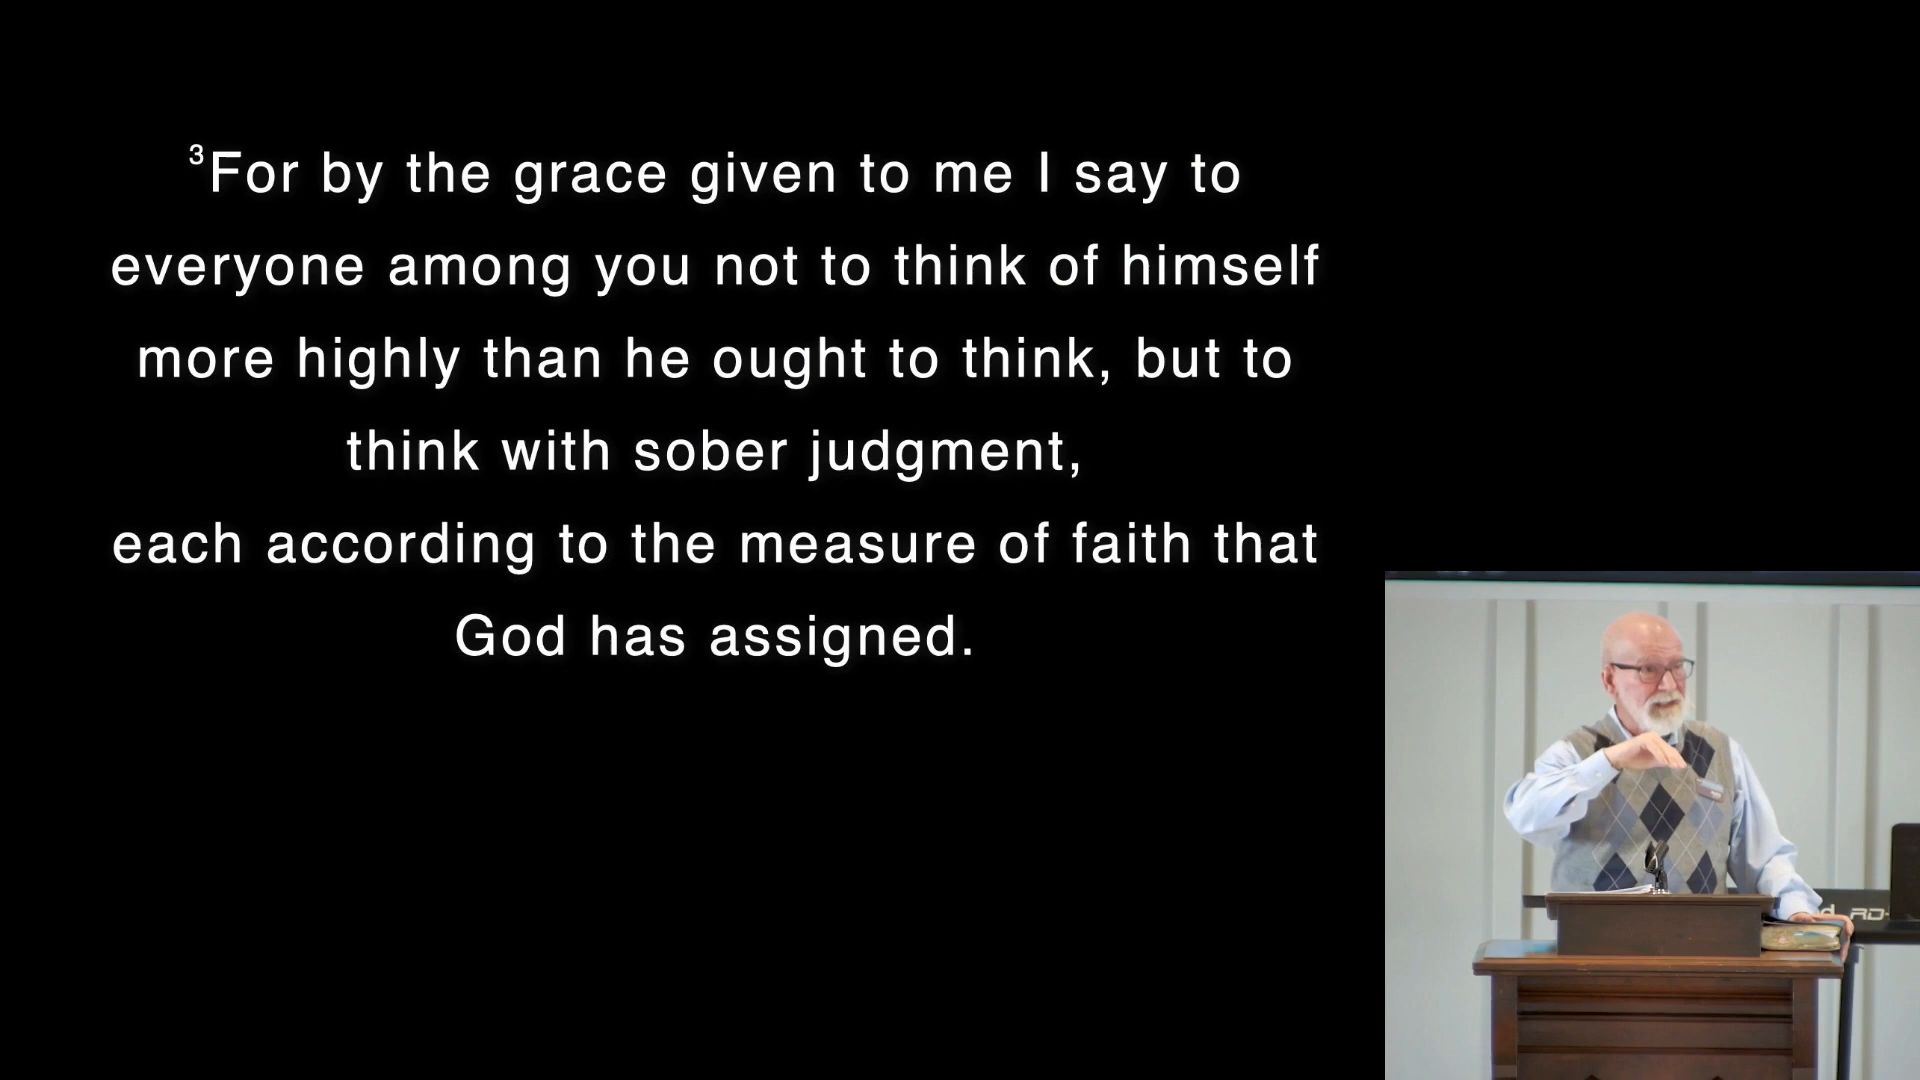 ³For by the grace given to me I say to
everyone among you not to think of himself
more highly than he ought to think, but to
think with sober judgment,
each according to the measure of faith that
God has assigned.
d RD-